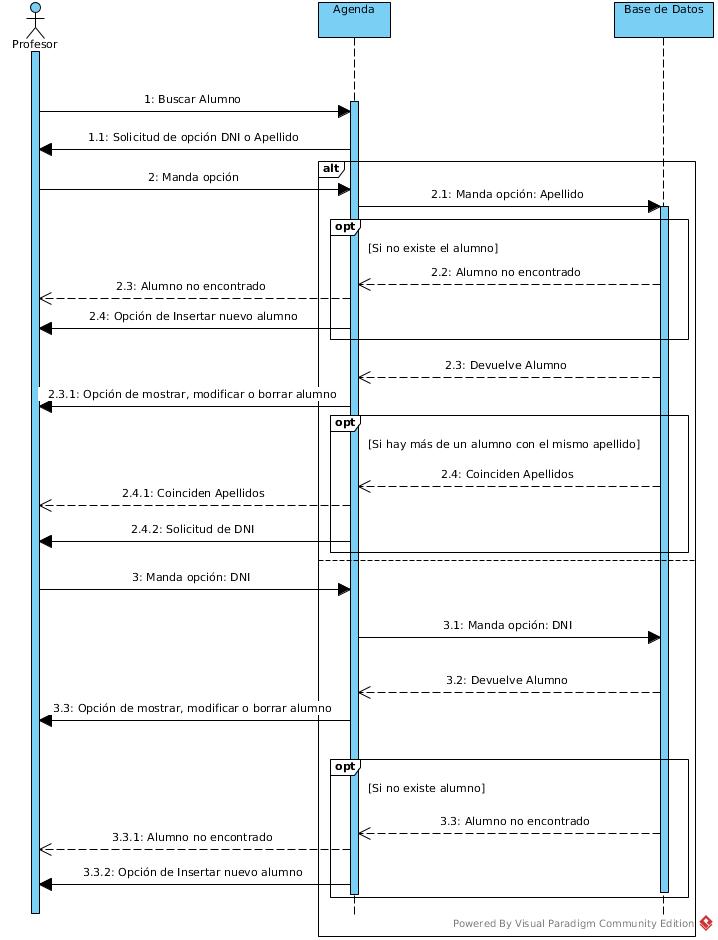 Agenda
Base de Datos
Profesor
1: Buscar Alumno
1.1: Solicitud de opción DNI o Apellido
alt
2: Manda opción
2.1: Manda opción: Apellido
opt
[Si no existe el alumno]
2.2: Alumno no encontrado
2.3: Alumno no encontrado
2.4: Opción de Insertar nuevo alumno
2.3: Devuelve Alumno
2.3.1: Opción de mostrar, modificar o borrar alumno
opt
[Si hay más de un alumno con el mismo apellido]
2.4: Coinciden Apellidos
2.4.1: Coinciden Apellidos
2.4.2: Solicitud de DNI
3: Manda opción: DNI
3.1: Manda opción: DNI
3.2: Devuelve Alumno
3.3: Opción de mostrar, modificar o borrar alumno
opt
[Si no existe alumno]
3.3: Alumno no encontrado
3.3.1: Alumno no encontrado
3.3.2: Opción de Insertar nuevo alumno
Powered By Visual Paradigm Community Edition